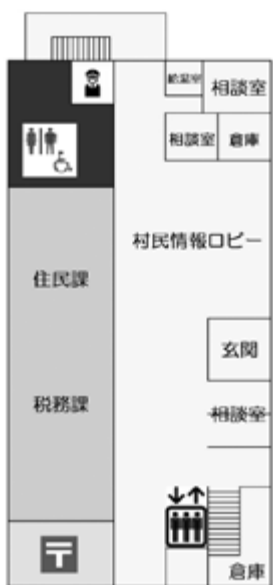 給湯室
相談室
相談室
倉庫
村民情報ロビー
住民課
玄関
税務課
相談室
倉庫